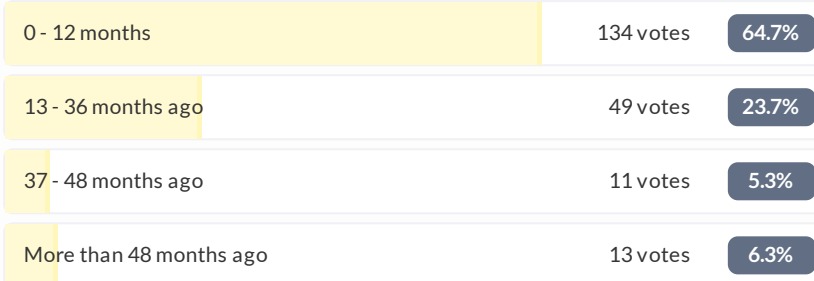 0 - 12 months 134 votes 64.7%
13 - 36 months ago 49 votes 23.7%
37 - 48 months ago 11 votes 5.3%
More than 48 months ago 13 votes 6.3%